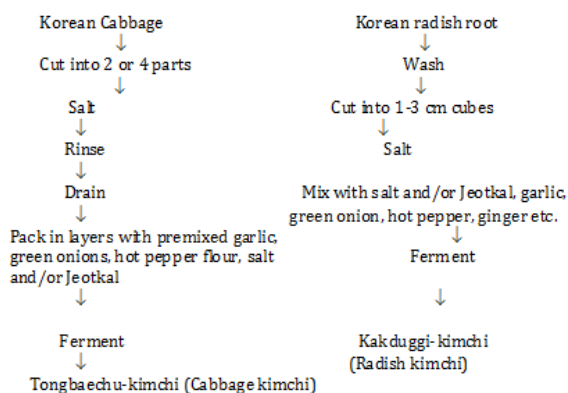 Korean Cabbage
↓
Cut into 2 or 4 parts
↓
Salt
↓
Rinse
↓
Drain
↓
Pack in layers with premixed garlic,
green onions, hot pepper flour, salt
and/or Jeotkal
↓
Ferment
↓
Tongbaechu-kimchi (Cabbage kimchi)
Korean radish root
↓
Wash
↓
Cut into 1-3 cm cubes
↓
Salt
Mix with salt and/or Jeotkal, garlic,
green onion, hot pepper, ginger etc.
↓
Ferment
↓
Kakduggi-kimchi
(Radish kimchi)